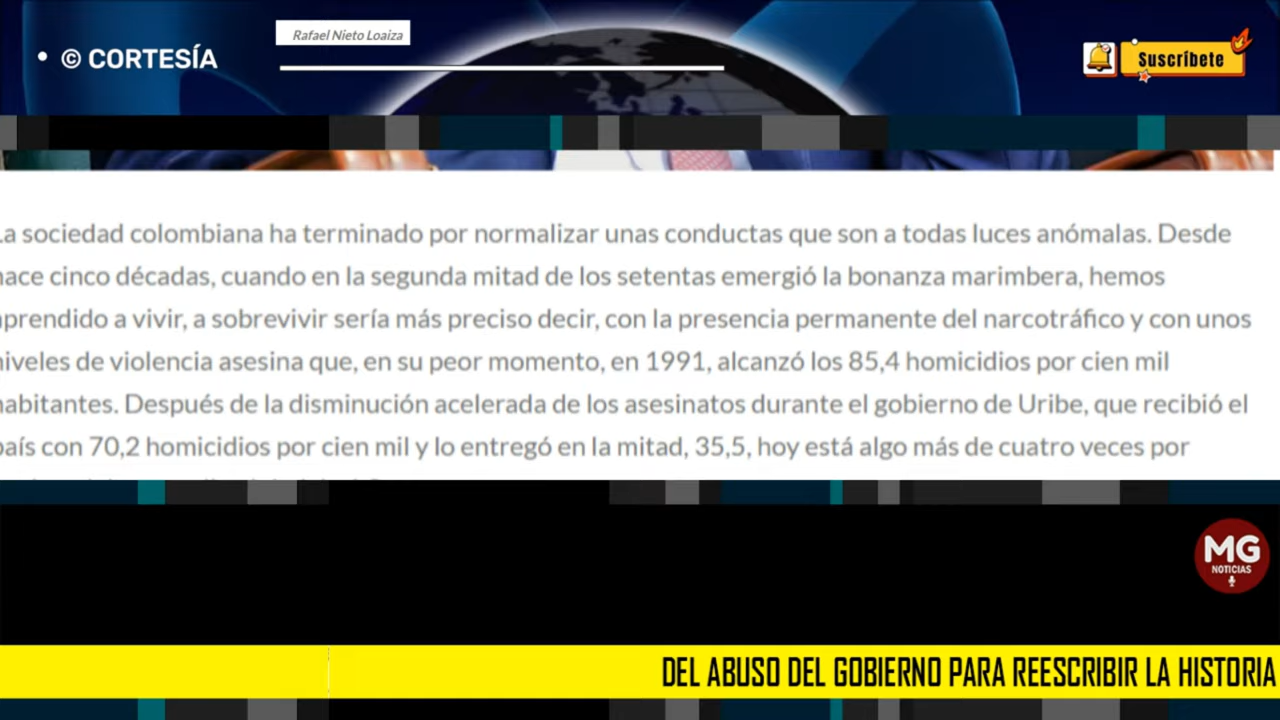 Rafael Nieto Loaiza
© CORTESÍA
Suscríbete
La sociedad colombiana ha terminado por normalizar unas conductas que son a todas luces anómalas. Desde
hace cinco décadas, cuando en la segunda mitad de los setentas emergió la bonanza marimbera, hemos
aprendido a vivir, a sobrevivir sería más preciso decir, con la presencia permanente del narcotráfico y con unos
niveles de violencia asesina que, en su peor momento, en 1991, alcanzó los 85,4 homicidios por cien mil
habitantes. Después de la disminución acelerada de los asesinatos durante el gobierno de Uribe, que recibió el
país con 70,2 homicidios por cien mil y lo entregó en la mitad, 35,5, hoy está algo más de cuatro veces por
MG
NOTICIAS
DEL ABUSO DEL GOBIERNO PARA REESCRIBIR LA HISTORIA